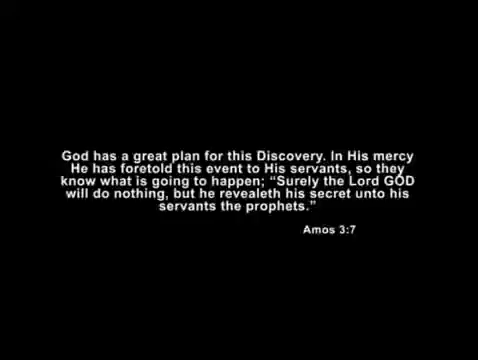 God has a great plan for this Discovery. In His mercy
He has foretold this event to His servants, so they
know what is going to happen; “Surely the Lord GOD
will do nothing, but he revealeth his secret unto his
servants the prophets.”
Amos 3:7